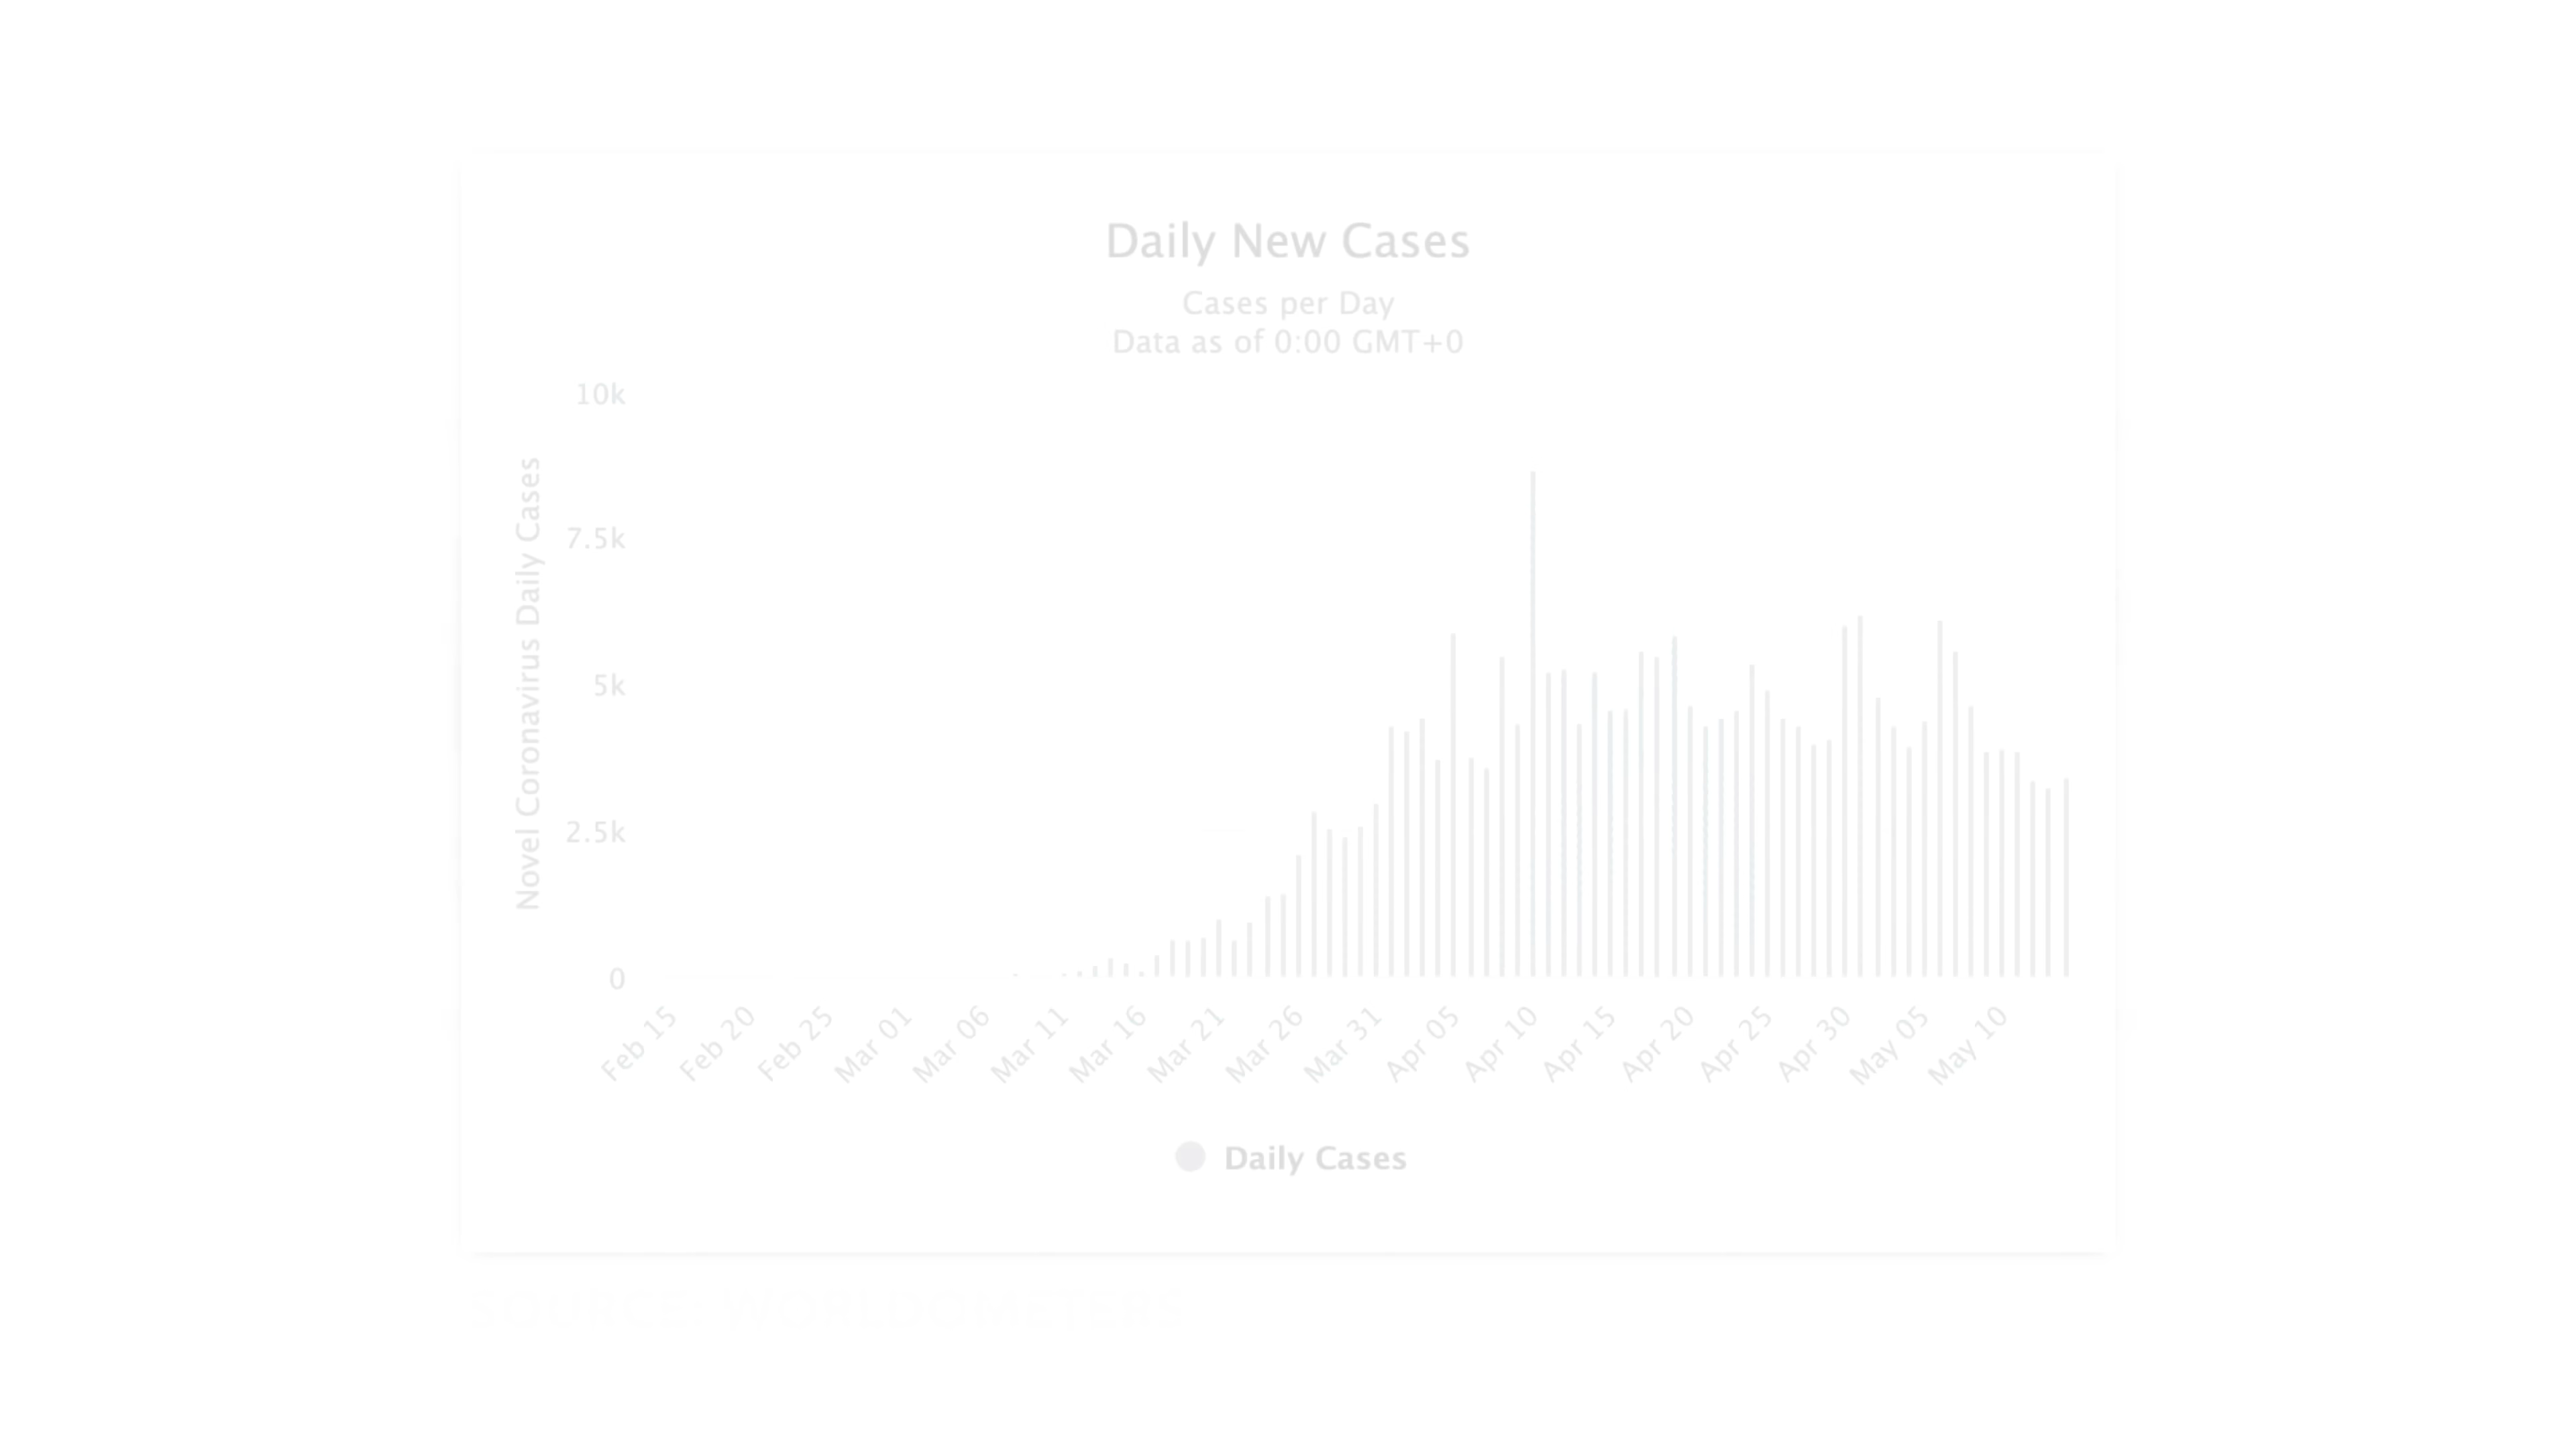 Daily New Cases
Cases per Day
Data as of 0:00 GMT+0
Novel Coronavirus Daily Cases
10k
7.5k
5k
2.5k
0
Feb 15
Feb 20
Feb 25
Mar 01
Mar 06
Mar 11
Mar 16
Mar 21
Mar 26
Mar 31
Apr 05
Apr 10
Apr 15
Apr 20
Apr 25
Apr 30
May 05
May 10
Daily Cases